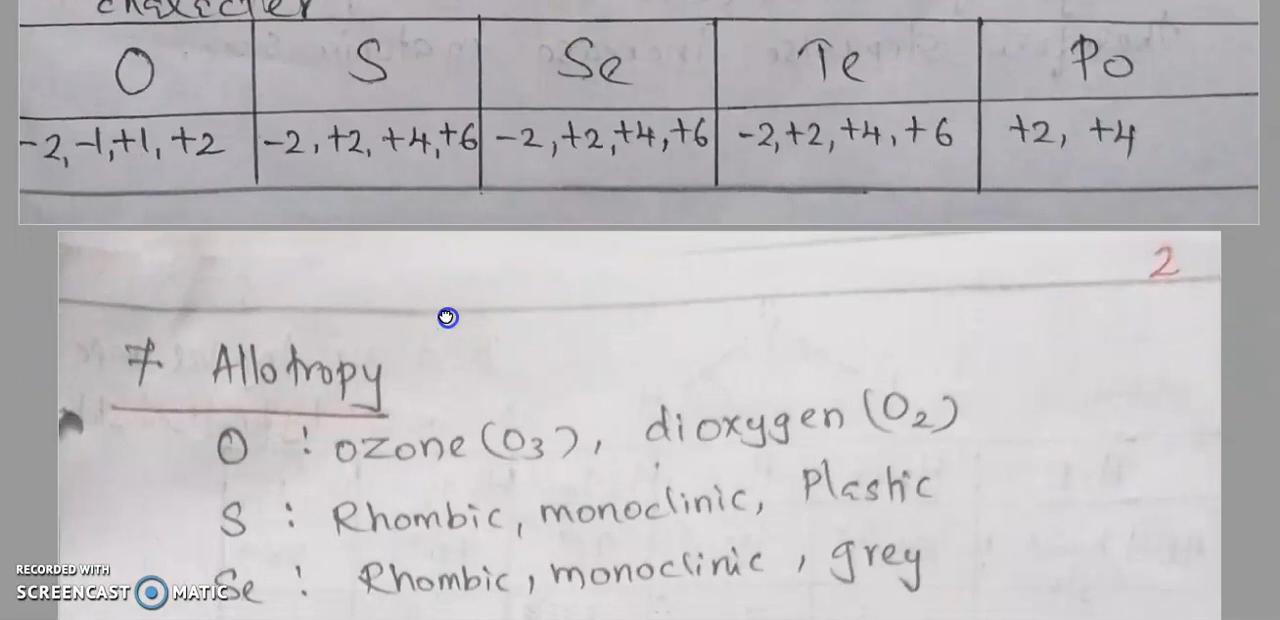 character
O S Se Te Po
-2, -1, +1, +2 -2, +2, +4, +6 -2, +2, +4, +6 -2, +2, +4, +6 +2, +4
2
7 Allotropy
O : ozone (O3), dioxygen (O2)
S : Rhombic, monoclinic, Plastic
Se : Rhombic, monoclinic, grey
RECORDED WITH
SCREENCAST MATIC